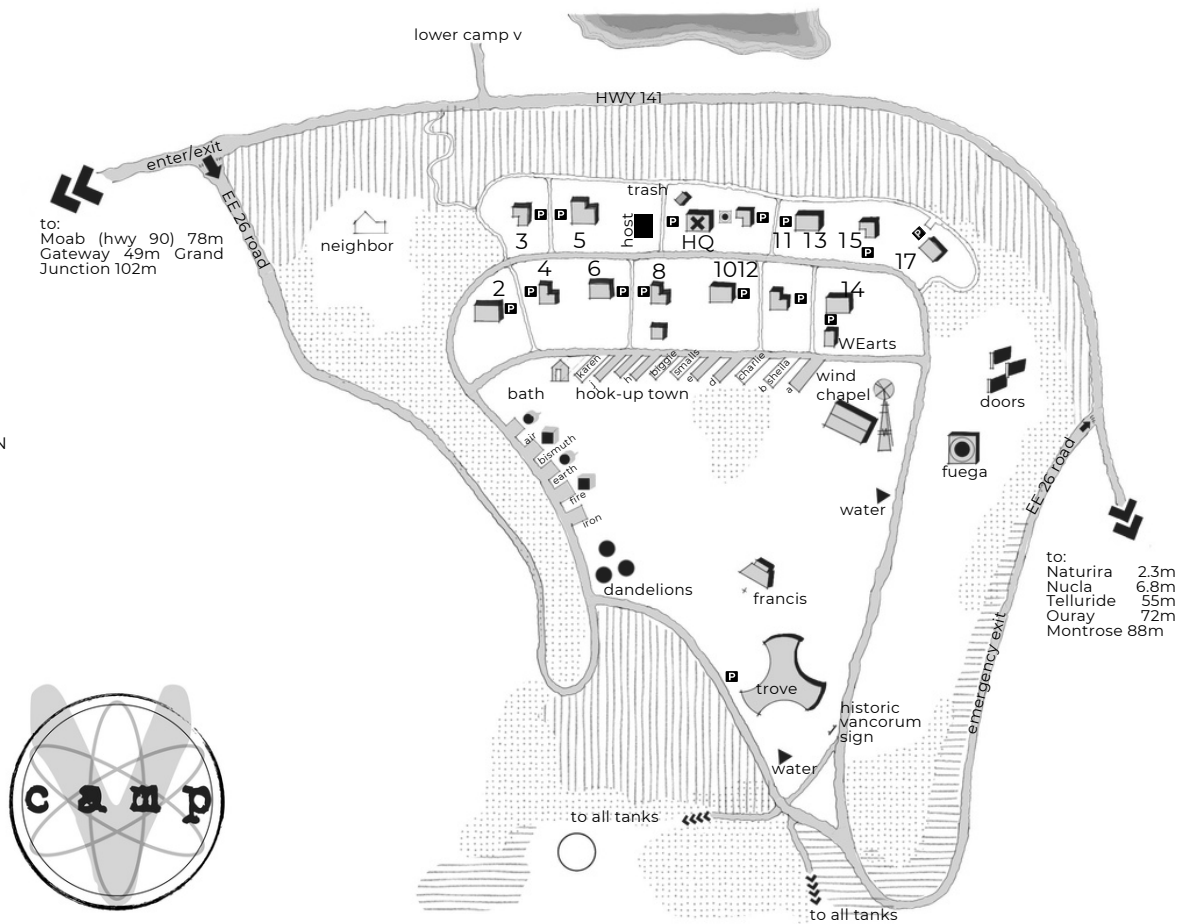 lower camp v
HWY 141
enter/exit
EE 26 road
to:
Moab (hwy 90) 78m
Gateway 49m Grand
Junction 102m
neighbor
trash
host
HQ
P
P
P
P
P
P
P
3
5
11
13
15
17
2
4
6
8
10
12
14
P
P
P
P
P
P
P
WEarts
bath
karen
h
biggie
smalls
e
d
charlie
b
sheila
a
hook-up town
wind
chapel
doors
fuega
air
bismuth
earth
fire
iron
N
water
EE 26 road
dandelions
francis
to:
Naturira 2.3m
Nucla 6.8m
Telluride 55m
Ouray 72m
Montrose 88m
emergency exit
P
trove
historic
vancorum
sign
water
to all tanks
to all tanks
camp